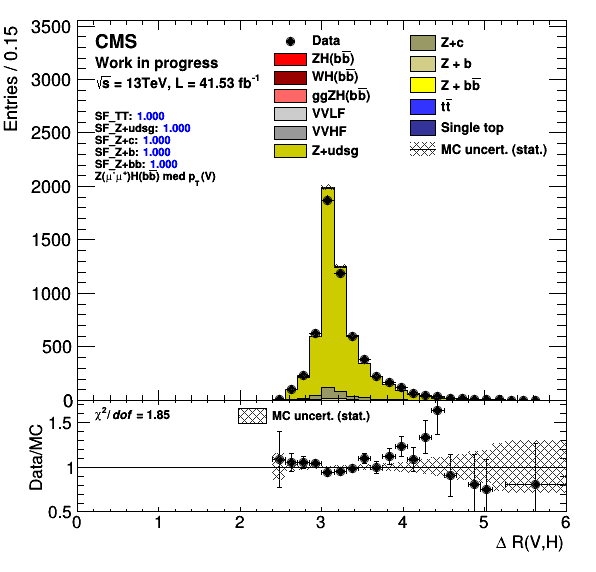 CMS
Work in progress
√s = 13TeV, L = 41.53 fb⁻¹
SF_TT: 1.000
SF_Z+udsg: 1.000
SF_Z+c: 1.000
SF_Z+b: 1.000
SF_Z+bb: 1.000
Z(μ⁻μ⁺)H(bb̅) med p_T(V)
Data
ZH(bb̅)
WH(bb̅)
ggZH(bb̅)
VVLF
VVHF
Z+udsg
Z+c
Z + b
Z + bb̅
tt̅
Single top
MC uncert. (stat.)
Entries / 0.15
3500
3000
2500
2000
1500
1000
500
0
χ²/dof = 1.85
MC uncert. (stat.)
Data/MC
1.5
1
0.5
0 1 2 3 4 5 6
Δ R(V,H)